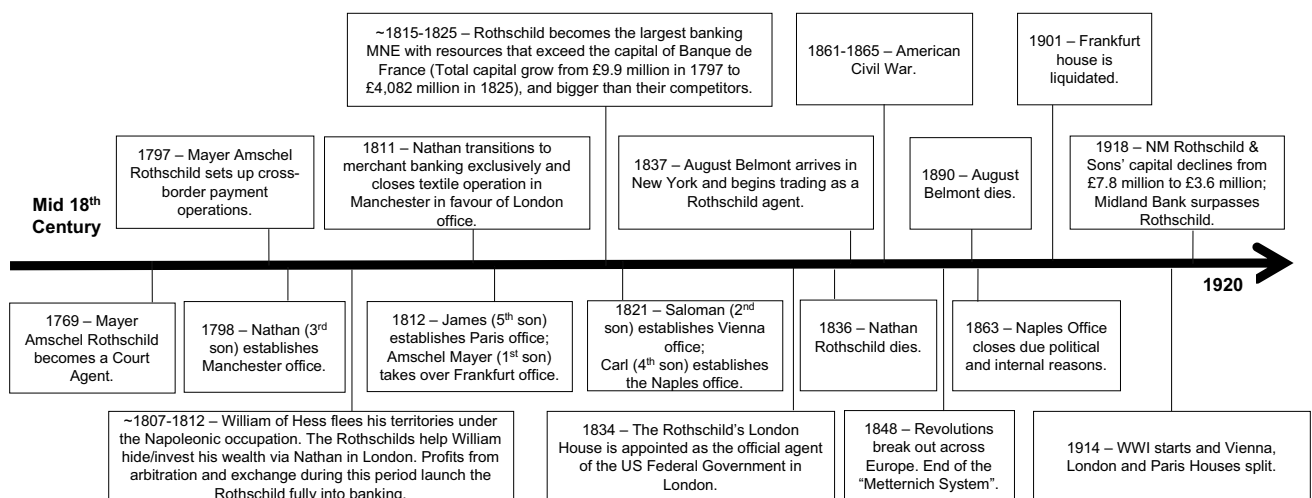 ~1815-1825 – Rothschild becomes the largest banking
MNE with resources that exceed the capital of Banque de
France (Total capital grow from £9.9 million in 1797 to
£4,082 million in 1825), and bigger than their competitors.
1861-1865 – American
Civil War.
1901 – Frankfurt
house is
liquidated.
1797 – Mayer Amschel
Rothschild sets up cross-
border payment
operations.
1811 – Nathan transitions to
merchant banking exclusively and
closes textile operation in
Manchester in favour of London
office.
1837 – August Belmont arrives in
New York and begins trading as a
Rothschild agent.
1890 – August
Belmont dies.
1918 – NM Rothschild &
Sons’ capital declines from
£7.8 million to £3.6 million;
Midland Bank surpasses
Rothschild.
Mid 18th
Century
1920
1769 – Mayer
Amschel Rothschild
becomes a Court
Agent.
1798 – Nathan (3rd
son) establishes
Manchester office.
1812 – James (5th son)
establishes Paris office;
Amschel Mayer (1st son)
takes over Frankfurt office.
1821 – Saloman (2nd
son) establishes Vienna
office;
Carl (4th son) establishes
the Naples office.
1836 – Nathan
Rothschild dies.
1863 – Naples Office
closes due political
and internal reasons.
~1807-1812 – William of Hess flees his territories under
the Napoleonic occupation. The Rothschilds help William
hide/invest his wealth via Nathan in London. Profits from
arbitration and exchange during this period launch the
Rothschild fully into banking.
1834 – The Rothschild’s London
House is appointed as the official agent
of the US Federal Government in
London.
1848 – Revolutions
break out across
Europe. End of the
“Metternich System”.
1914 – WWI starts and Vienna,
London and Paris Houses split.